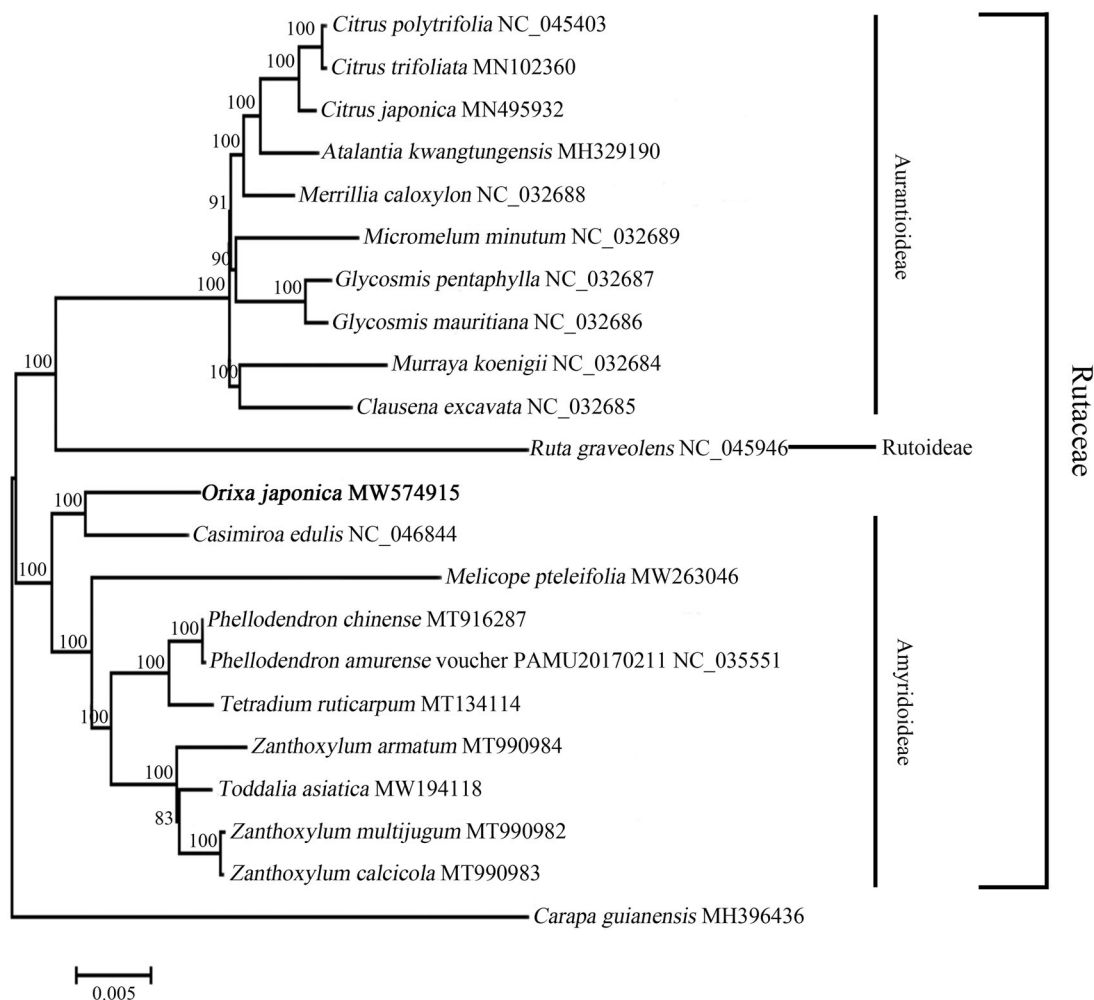 100
Citrus polytrifolia NC_045403
100
Citrus trifoliata MN102360
100
Citrus japonica MN495932
100
Atalantia kwangtungensis MH329190
91
Merrillia caloxylon NC_032688
90
Micromelum minutum NC_032689
100
100
Glycosmis pentaphylla NC_032687
Glycosmis mauritiana NC_032686
100
Murraya koenigii NC_032684
100
Clausena excavata NC_032685
Aurantioideae
Ruta graveolens NC_045946
Rutoideae
Rutaceae
100
Orixa japonica MW574915
Casimiroa edulis NC_046844
100
Melicope pteleifolia MW263046
100
100
Phellodendron chinense MT916287
100
Phellodendron amurense voucher PAMU20170211 NC_035551
Tetradium ruticarpum MT134114
100
Zanthoxylum armatum MT990984
100
Toddalia asiatica MW194118
83
Zanthoxylum multijugum MT990982
100
Zanthoxylum calcicola MT990983
Amyridoideae
Carapa guianensis MH396436
0.005